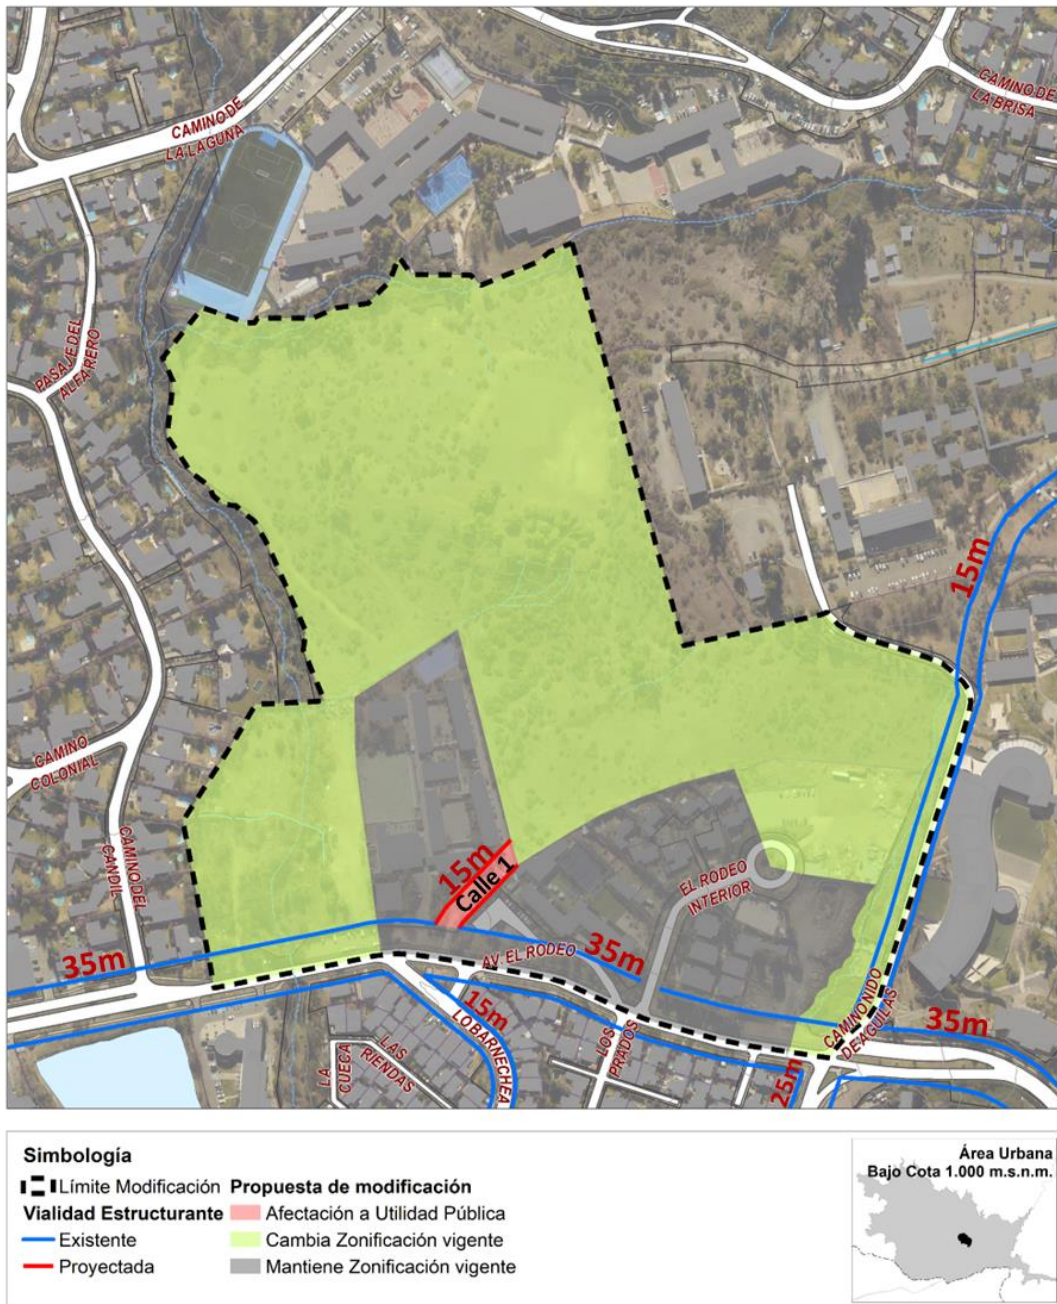 CAMINO DE
LA LAGUNA
CAMINO DE
LA BRISA
PASAJE DEL
ALFARERO
15m
CAMINO
COLONIAL
CAMINO DEL
CANDIL
15m
Calle 1
EL RODEO
INTERIOR
35m
AV. EL RODEO
35m
15m
LO BARNECHEA
LAS
RIENDAS
LA
CUECA
LOS
PRADOS
CAMINO NIDO
DE AGUILAS
35m
25m
Simbología
Límite Modificación
Vialidad Estructurante
Existente
Proyectada
Propuesta de modificación
Afectación a Utilidad Pública
Cambia Zonificación vigente
Mantiene Zonificación vigente
Área Urbana
Bajo Cota 1.000 m.s.n.m.